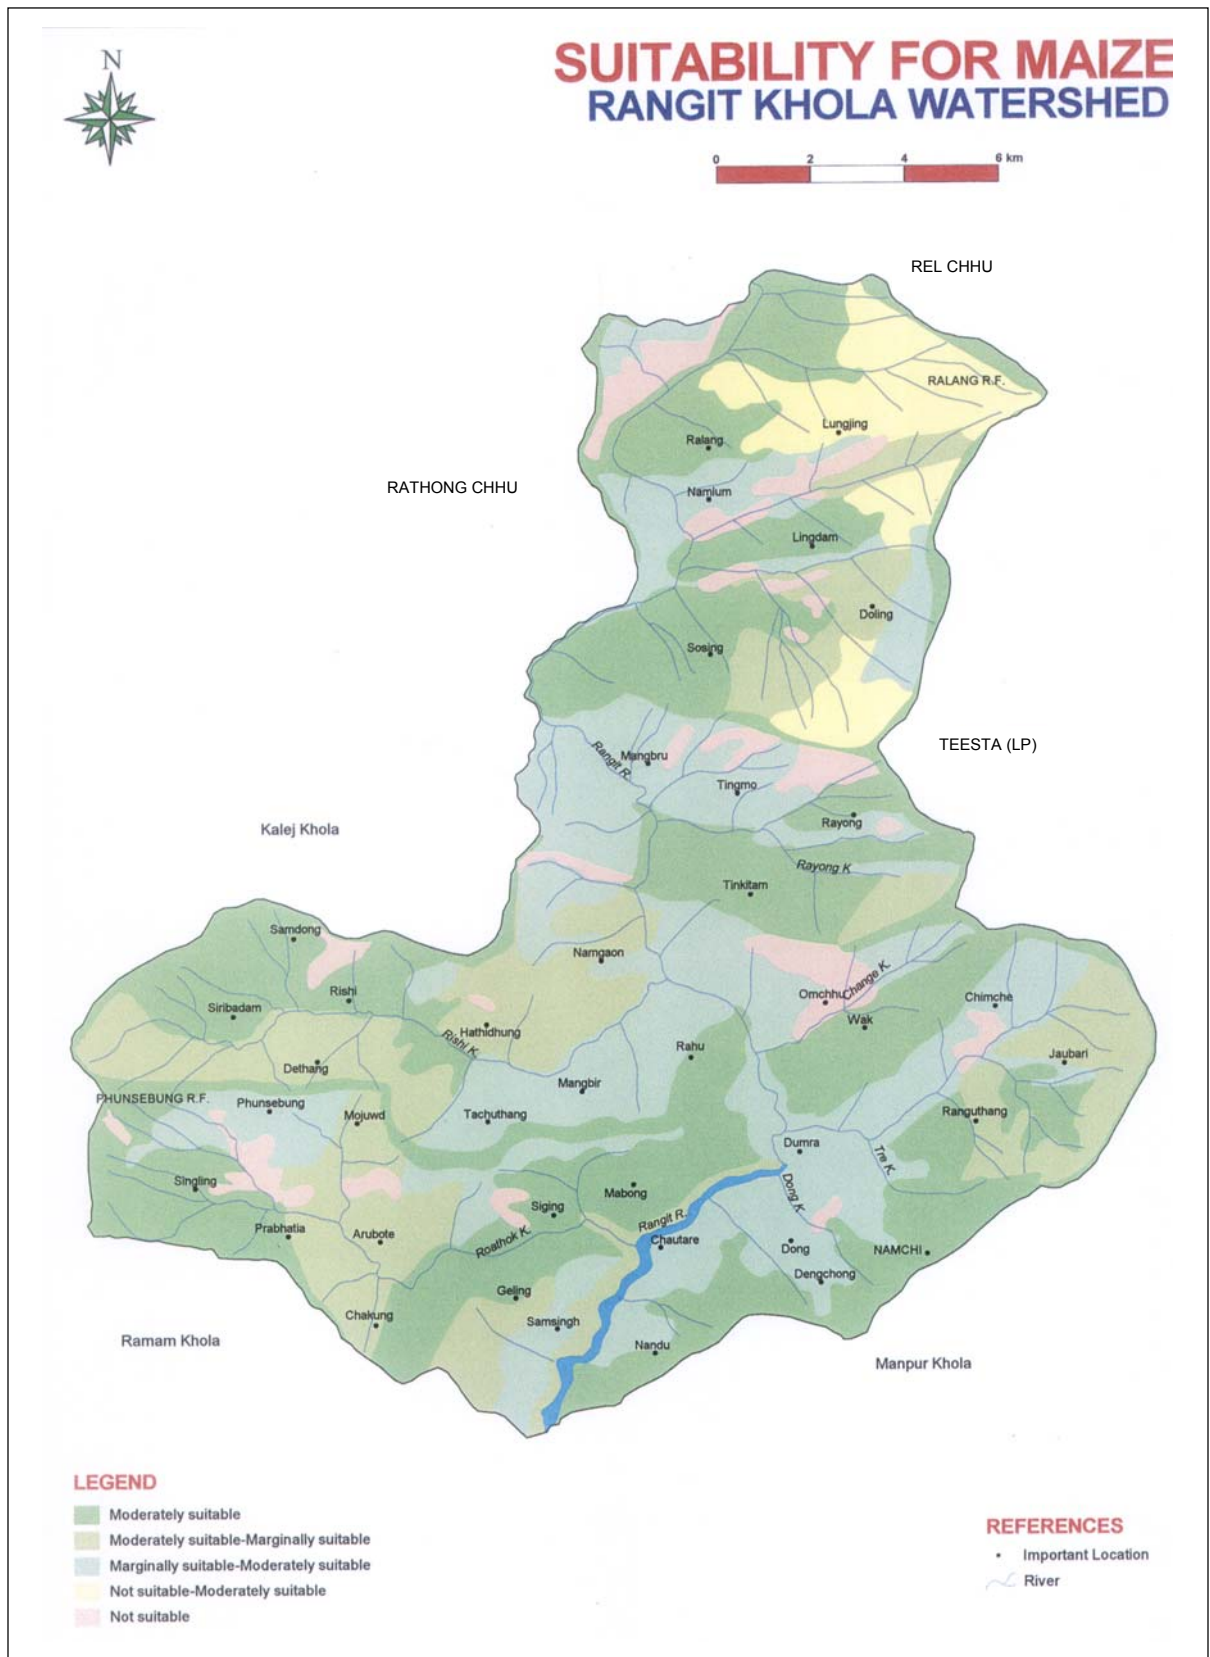 N
SUITABILITY FOR MAIZE
RANGIT KHOLA WATERSHED
0 2 4 6 km
REL CHHU
RALANG R.F.
Lungjing
Ralang
RATHONG CHHU
Namlum
Lingdam
Doling
Sosing
TEESTA (LP)
Rangit R.
Mangbru
Tingmo
Rayong
Kalej Khola
Rayong K
Tinkitam
Samdong
Namgaon
Rishi
Omchhu
Change K.
Chimche
Siribadam
Wak
Hathidhung
Rishi K.
Rahu
Jaubari
Dethang
Mangbir
PHUNSEBUNG R.F.
Phunsebung
Mojuwd
Tachuthang
Ranguthang
Dumra
Tre K.
Singling
Mabong
Dong K.
Siging
Rangit R.
Prabhatia
Arubote
Roathok K.
Chautare
Dong
NAMCHI
Dengchong
Geling
Chakung
Samsingh
Ramam Khola
Nandu
Manpur Khola
LEGEND
Moderately suitable
Moderately suitable-Marginally suitable
Marginally suitable-Moderately suitable
Not suitable-Moderately suitable
Not suitable
REFERENCES
Important Location
River